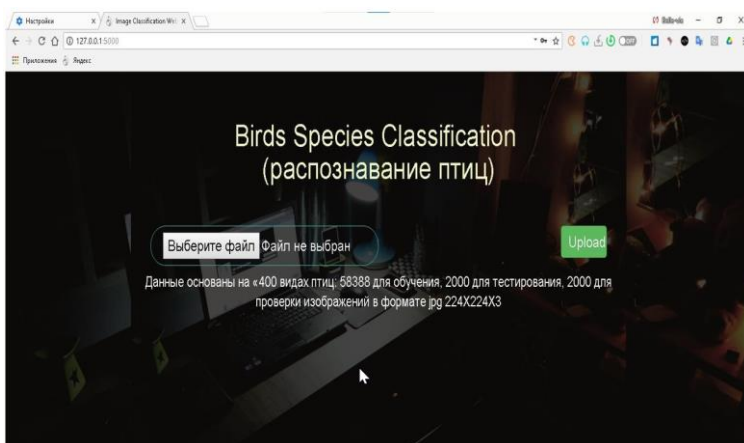 Настройки
Image Classification We
127.0.0.1:5000
Приложения Яндекс
Birds Species Classification
(распознавание птиц)
Выберите файл Файл не выбран
Upload
Данные основаны на «400 видах птиц: 58388 для обучения, 2000 для тестирования, 2000 для
проверки изображений в формате jpg 224X224X3